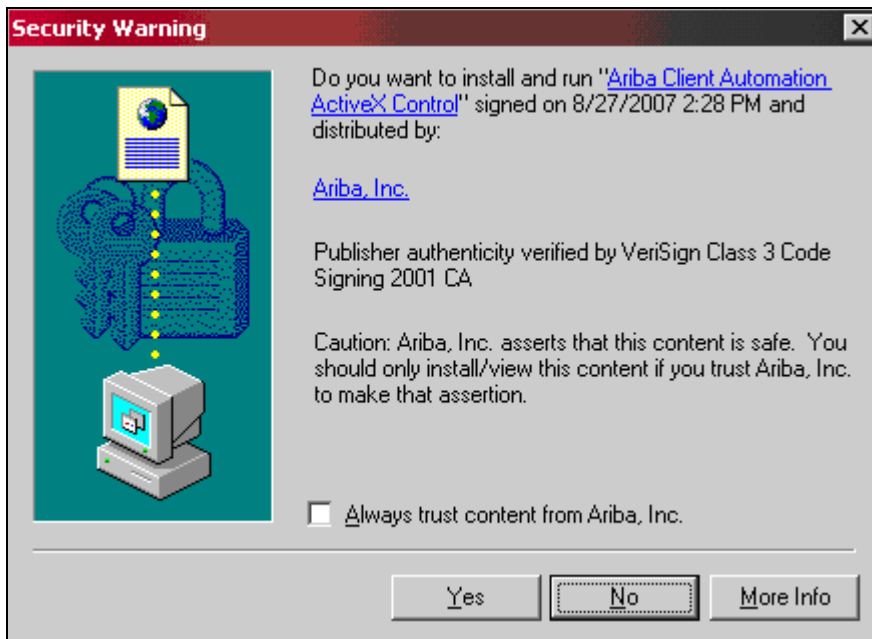 Security Warning
Do you want to install and run "Ariba Client Automation
ActiveX Control" signed on 8/27/2007 2:28 PM and
distributed by:
Ariba, Inc.
Publisher authenticity verified by VeriSign Class 3 Code
Signing 2001 CA
Caution: Ariba, Inc. asserts that this content is safe.  You
should only install/view this content if you trust Ariba, Inc.
to make that assertion.
Always trust content from Ariba, Inc.
Yes
No
More Info